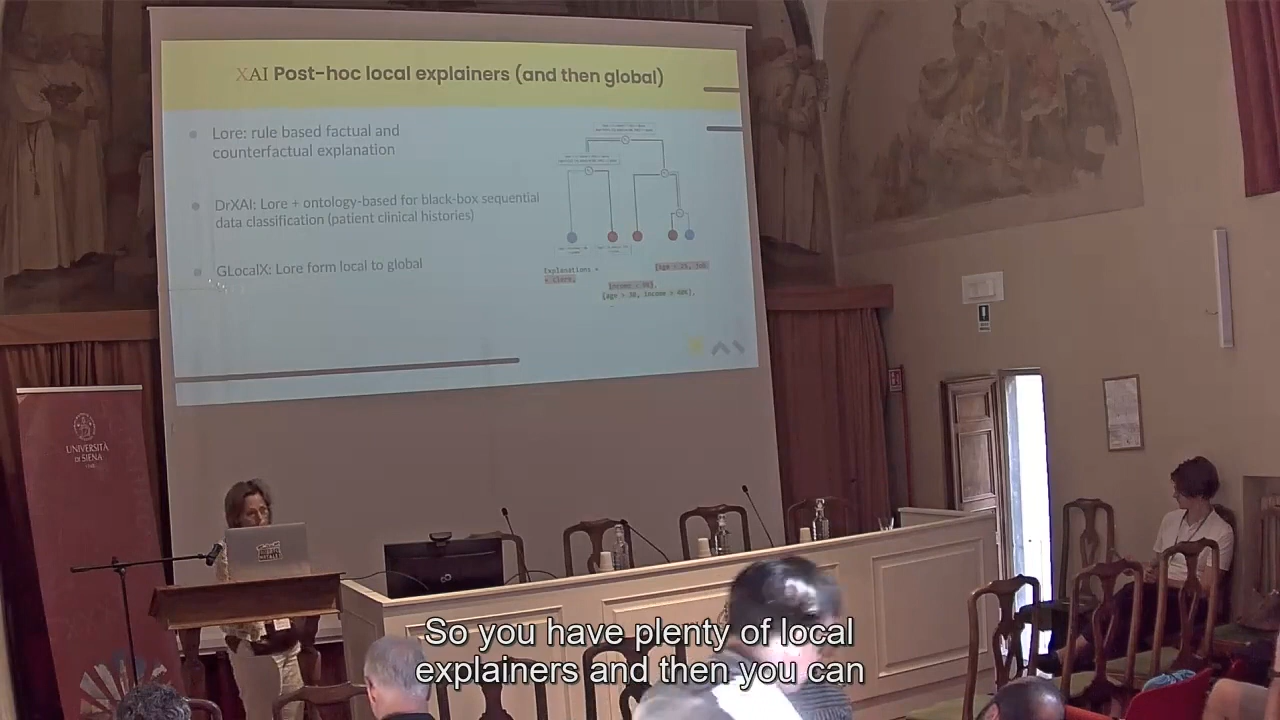 XAI Post-hoc local explainers (and then global)
Lore: rule based factual and
counterfactual explanation
DrXAI: Lore + ontology-based for black-box sequential
data classification (patient clinical histories)
GLocalX: Lore form local to global
Explanations =
UNIVERSITÀ
DI SIENA
So you have plenty of local
explainers and then you can